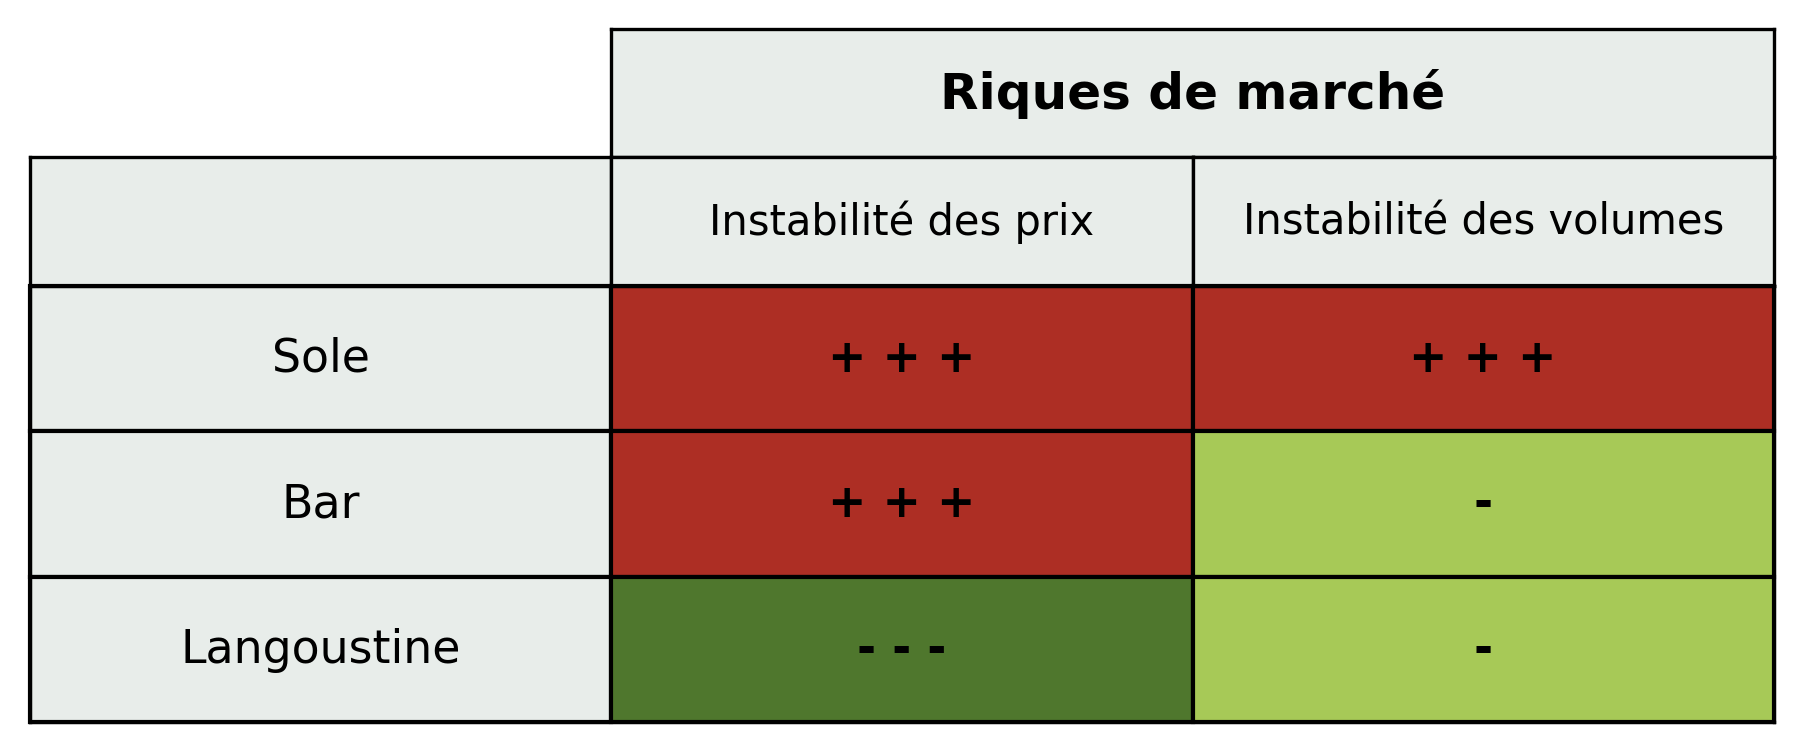 Riques de marché
Instabilité des prix
Instabilité des volumes
Sole
+ + +
+ + +
Bar
+ + +
-
Langoustine
- - -
-